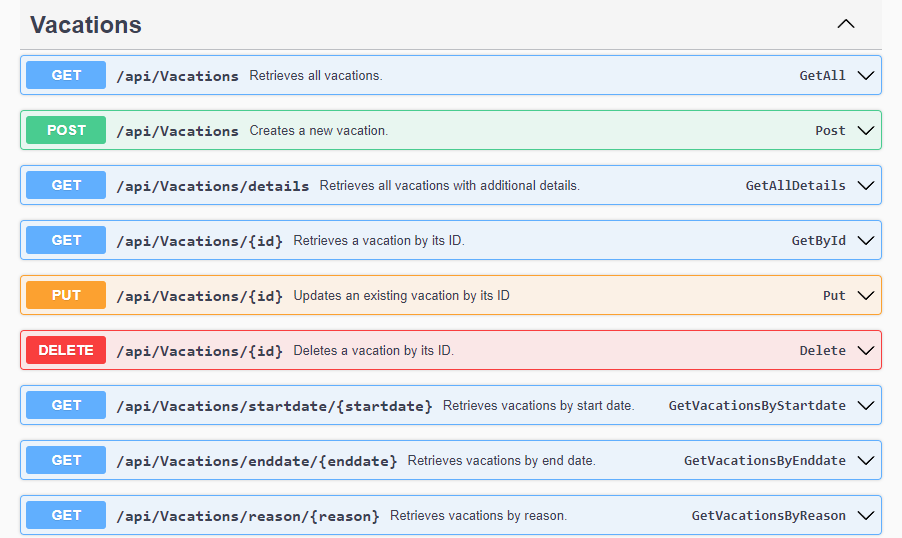 Vacations
GET /api/Vacations Retrieves all vacations. GetAll
POST /api/Vacations Creates a new vacation. Post
GET /api/Vacations/details Retrieves all vacations with additional details. GetAllDetails
GET /api/Vacations/{id} Retrieves a vacation by its ID. GetById
PUT /api/Vacations/{id} Updates an existing vacation by its ID Put
DELETE /api/Vacations/{id} Deletes a vacation by its ID. Delete
GET /api/Vacations/startdate/{startdate} Retrieves vacations by start date. GetVacationsByStartdate
GET /api/Vacations/enddate/{enddate} Retrieves vacations by end date. GetVacationsByEnddate
GET /api/Vacations/reason/{reason} Retrieves vacations by reason. GetVacationsByReason